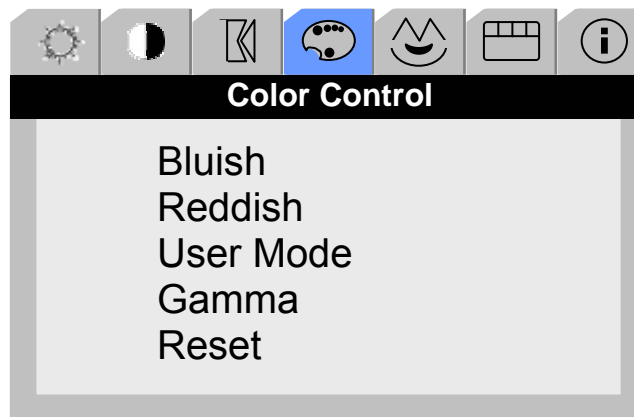 Color Control
Bluish
Reddish
User Mode
Gamma
Reset